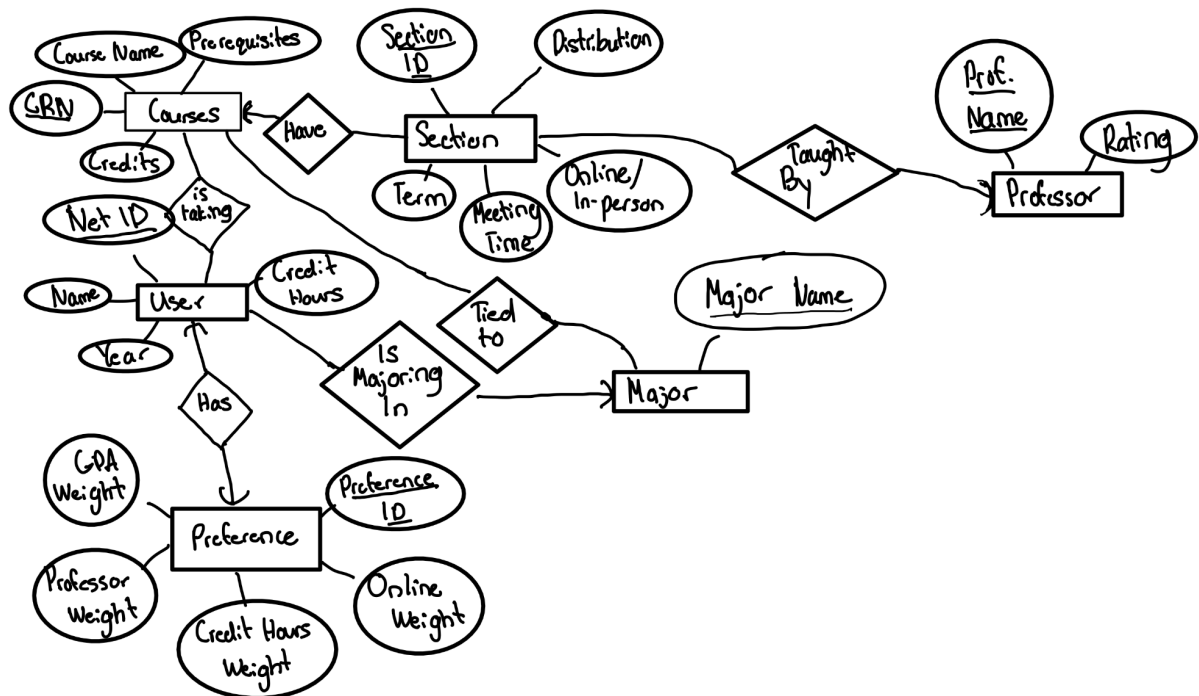 Course Name
Prerequisites
CRN
Courses
Credits
Have
Section
ID
Distribution
Section
Term
Meeting
Time
Online/
In-person
Taught
By
Prof.
Name
Rating
Professor
is
taking
Net ID
Name
User
Credit
Hours
Year
Is
Majoring
In
Tied
to
Major Name
Major
Has
GPA
Weight
Preference
ID
Preference
Professor
Weight
Credit Hours
Weight
Online
Weight